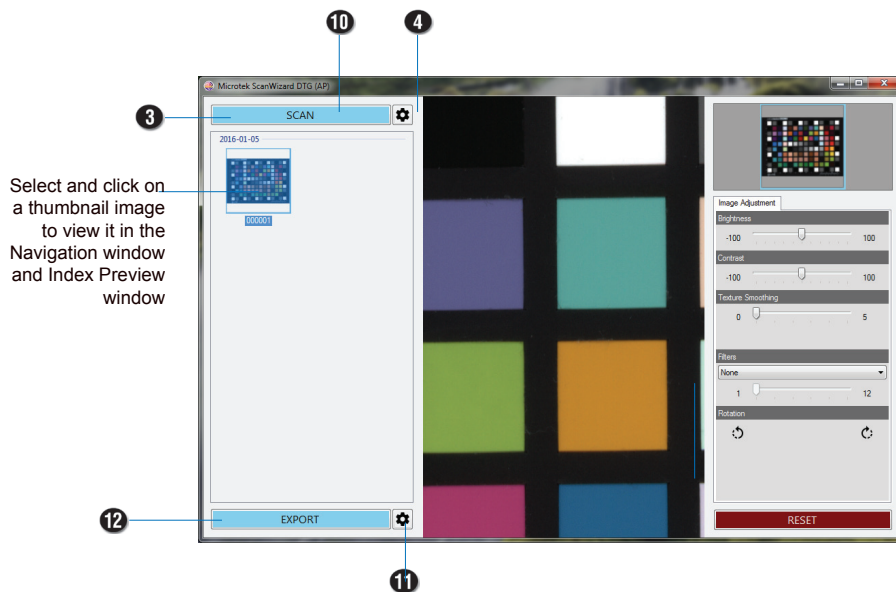 10
4
Microtek ScanWizard DTG (AP)
3
SCAN
2016-01-05
000001
Select and click on
a thumbnail image
to view it in the
Navigation window
and Index Preview
window
Image Adjustment
Brightness
-100 100
Contrast
-100 100
Texture Smoothing
0 5
Filters
None
1 12
Rotation
12
EXPORT
RESET
11